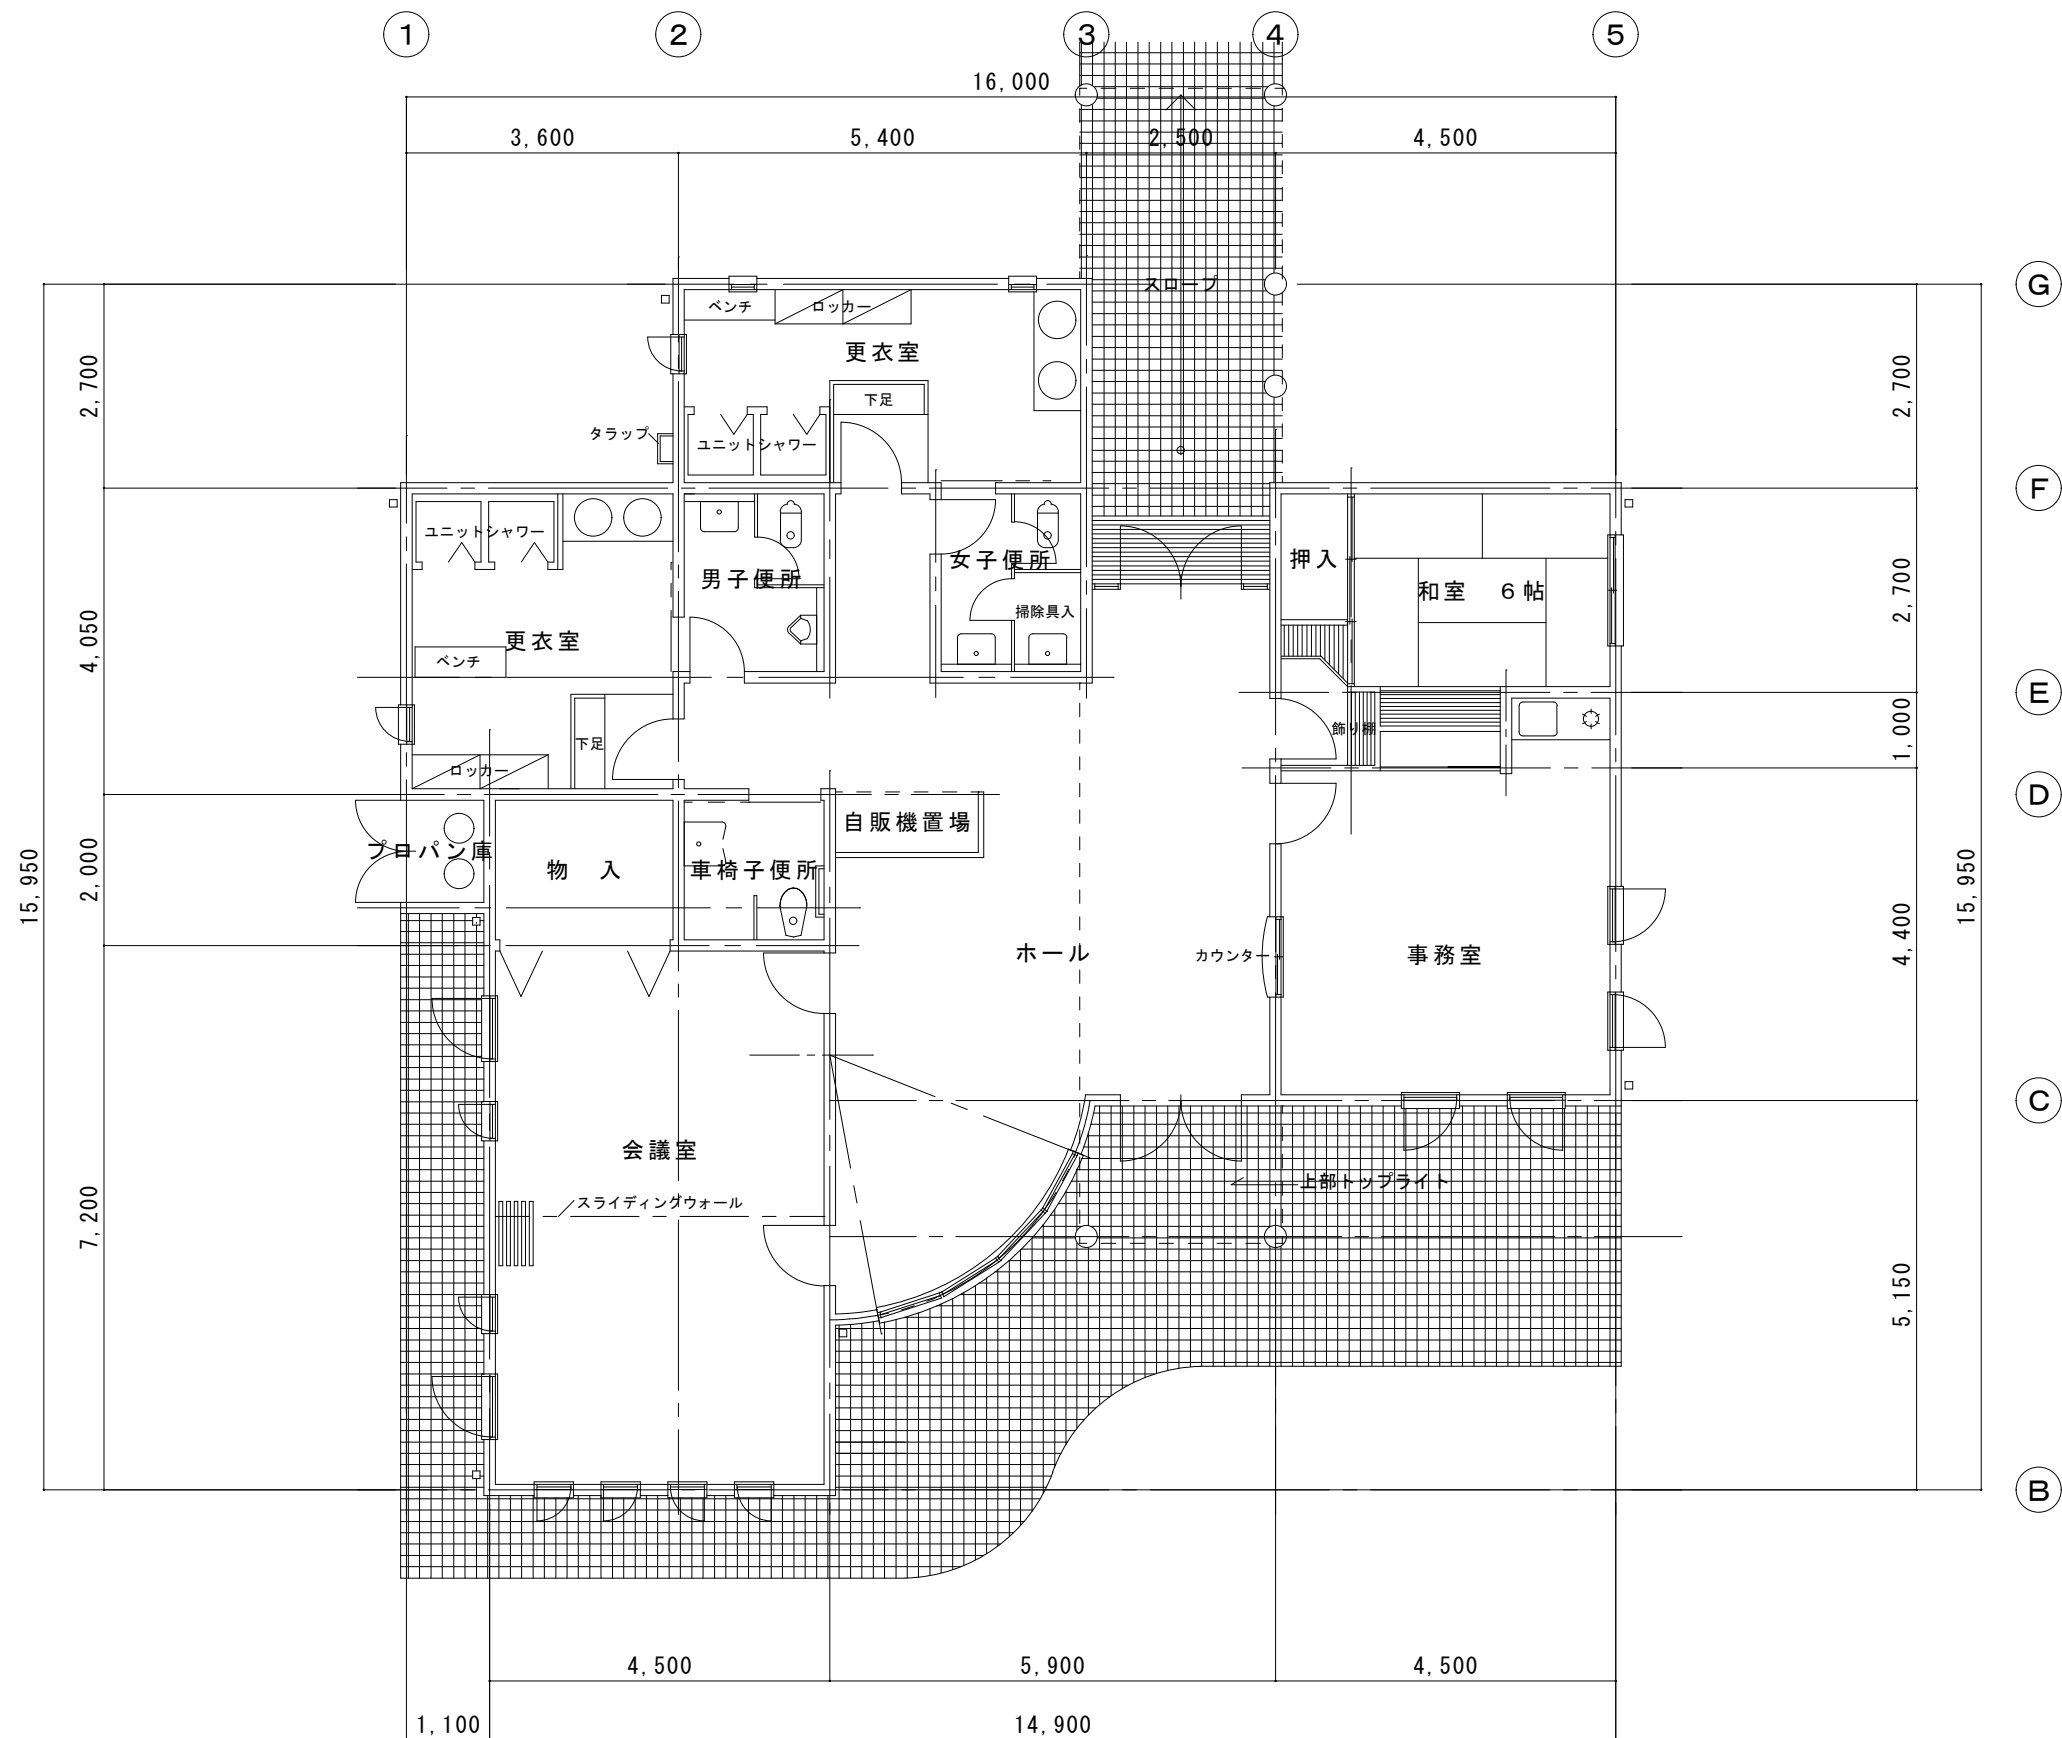 1 2 3 4 5
16,000
3,600 5,400 2,500 4,500
スロープ
G
ベンチ ロッカー
更衣室
2,700
2,700
下足
タラップ
ユニットシャワー
F
ユニットシャワー
女子便所
押入
男子便所
和室 6帖
2,700
掃除具入
4,050
更衣室
ベンチ
E
飾り棚
1,000
下足
ロッカー
D
自販機置場
プロパン庫
物 入
車椅子便所
2,000
15,950
15,950
4,400
ホール
カウンター
事務室
C
会議室
上部トップライト
スライディングウォール
7,200
5,150
B
4,500 5,900 4,500
1,100 14,900